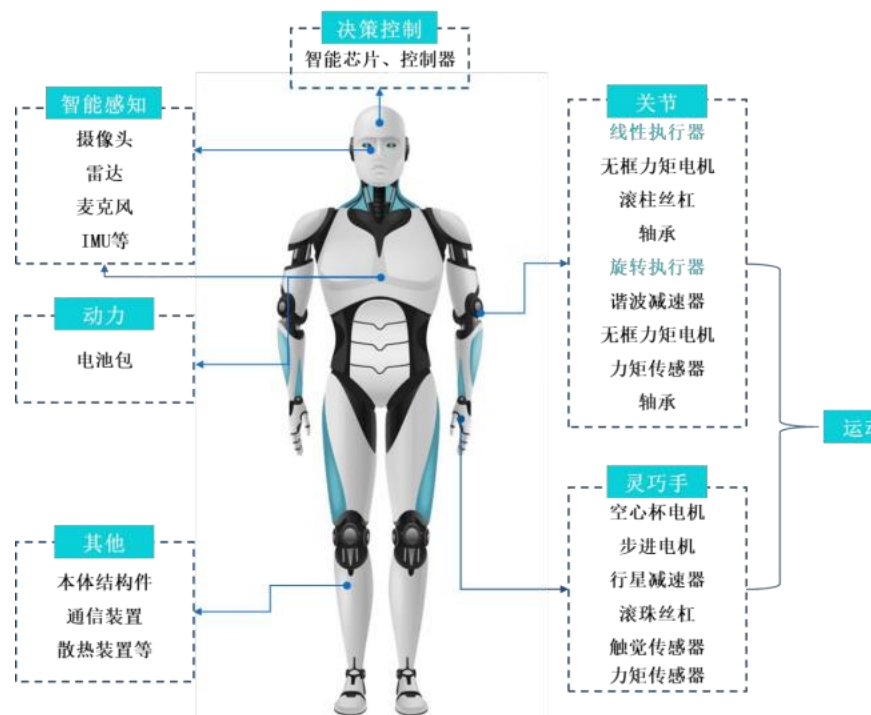 决策控制
智能芯片、控制器
智能感知
摄像头
雷达
麦克风
IMU等
动力
电池包
其他
本体结构件
通信装置
散热装置等
关节
线性执行器
无框力矩电机
滚柱丝杠
轴承
旋转执行器
谐波减速器
无框力矩电机
力矩传感器
轴承
灵巧手
空心杯电机
步进电机
行星减速器
滚珠丝杠
触觉传感器
力矩传感器
运动